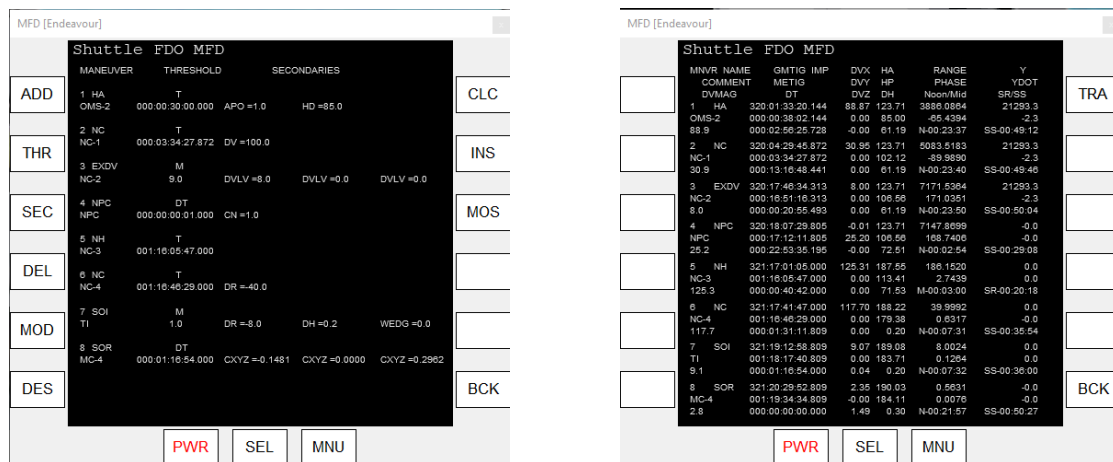 MFD [Endeavour]
Shuttle FDO MFD
MANEUVER THRESHOLD SECONDARIES
1 HA T
OMS-2 000:00:30:00.000 APO =1.0 HD =85.0
2 NC T
NC-1 000:03:34:27.872 DV =100.0
3 EXDV M
NC-2 9.0 DVLV =8.0 DVLV =0.0 DVLV =0.0
4 NPC DT
NPC 000:00:00:01.000 CN =1.0
5 NH T
NC-3 001:16:05:47.000
6 NC T
NC-4 001:16:46:29.000 DR =-40.0
7 SOI M
TI 1.0 DR =-8.0 DH =0.2 WEDG =0.0
8 SOR DT
MC-4 000:01:16:54.000 CXYZ =-0.1481 CXYZ =0.0000 CXYZ =0.2962
ADD
THR
SEC
DEL
MOD
DES
CLC
INS
MOS
BCK
PWR SEL MNU
MFD [Endeavour]
Shuttle FDO MFD
MNVR NAME GMTIG IMP DVX HA RANGE Y
COMMENT METIG DVY HP PHASE YDOT
DVMAG DT DVZ DH Noon/Mid SR/SS
1 HA 320:01:33:20.144 88.87 123.71 3886.0864 21293.3
OMS-2 000:00:38:02.144 0.00 85.00 -65.4394 -2.3
88.9 000:02:56:25.728 -0.00 61.19 N-00:23:37 SS-00:49:12
2 NC 320:04:29:45.872 30.95 123.71 5083.5183 21293.3
NC-1 000:03:34:27.872 0.00 102.12 -89.9890 -2.3
30.9 000:13:16:48.441 0.00 61.19 N-00:23:40 SS-00:49:46
3 EXDV 320:17:46:34.313 8.00 123.71 7171.5364 21293.3
NC-2 000:16:51:16.313 0.00 106.56 171.0351 -2.3
8.0 000:00:20:55.493 0.00 61.19 N-00:23:50 SS-00:50:04
4 NPC 320:18:07:29.805 -0.01 123.71 7147.8699 -0.0
NPC 000:17:12:11.805 25.20 106.56 168.7406 -0.0
25.2 000:22:53:35.195 -0.00 72.51 N-00:02:54 SS-00:29:08
5 NH 321:17:01:05.000 125.31 187.55 186.1520 0.0
NC-3 001:16:05:47.000 0.00 113.41 2.7439 0.0
125.3 000:00:40:42.000 0.00 71.53 M-00:03:00 SR-00:20:18
6 NC 321:17:41:47.000 117.70 188.22 39.9992 0.0
NC-4 001:16:46:29.000 0.00 179.38 0.6317 -0.0
117.7 000:01:31:11.809 0.00 0.20 N-00:07:31 SS-00:35:54
7 SOI 321:19:12:58.809 9.07 189.08 8.0024 0.0
TI 001:18:17:40.809 0.00 183.71 0.1264 0.0
9.1 000:01:16:54.000 0.04 0.20 N-00:07:32 SS-00:36:00
8 SOR 321:20:29:52.809 2.35 190.03 0.5631 -0.0
MC-4 001:19:34:34.809 -0.00 184.11 0.0076 -0.0
2.8 000:00:00:00.000 1.49 0.30 N-00:21:57 SS-00:50:27
TRA
BCK
PWR SEL MNU